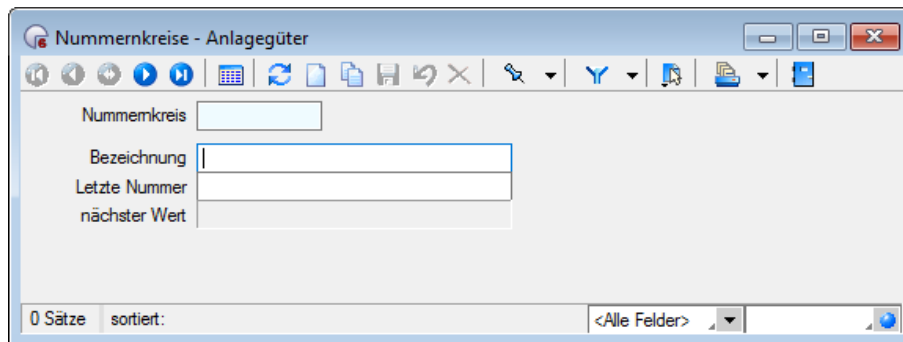 Nummernkreise - Anlagegüter
Nummernkreis
Bezeichnung
Letzte Nummer
nächster Wert
0 Sätze sortiert: <Alle Felder>